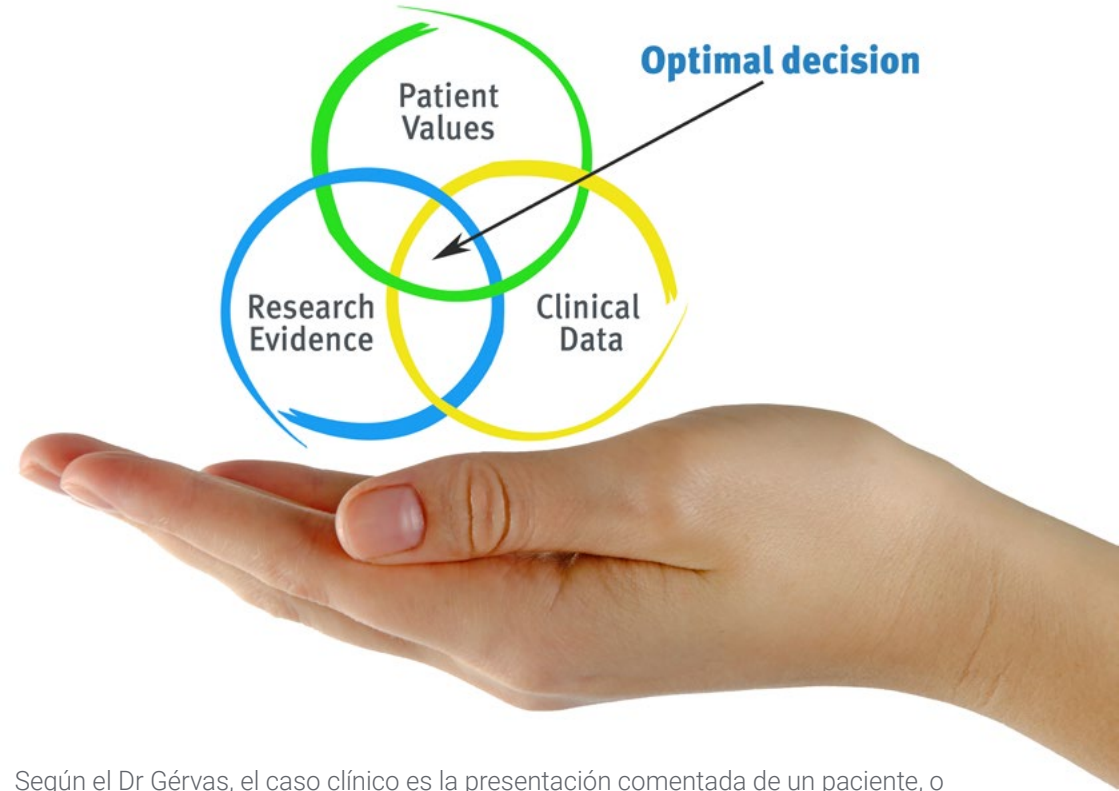 Optimal decision
Patient
Values
Research
Evidence
Clinical
Data
Según el Dr Gérvas, el caso clínico es la presentación comentada de un paciente, o